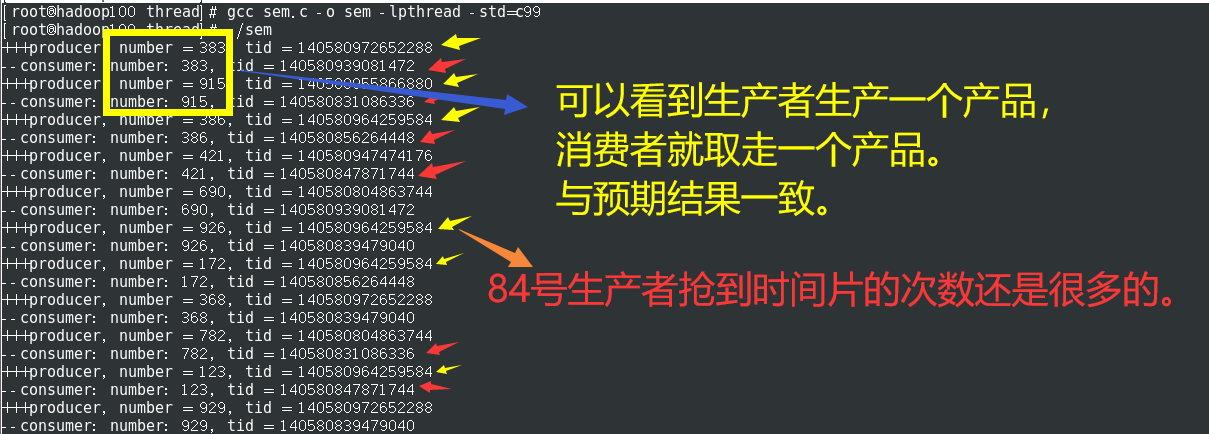 [root@hadoop100 thread]# gcc sem.c -o sem -lpthread -std=c99
[root@hadoop100 thread]# ./sem
+++producer, number = 383, tid = 140580972652288
--consumer: number: 383, tid = 140580939081472
+++producer, number = 915, tid = 140580955866880
--consumer: number: 915, tid = 140580831086336
+++producer, number = 386, tid = 140580964259584
--consumer: number: 386, tid = 140580856264448
+++producer, number = 421, tid = 140580947474176
--consumer: number: 421, tid = 140580847871744
+++producer, number = 690, tid = 140580804863744
--consumer: number: 690, tid = 140580939081472
+++producer, number = 926, tid = 140580964259584
--consumer: number: 926, tid = 140580839479040
+++producer, number = 172, tid = 140580964259584
--consumer: number: 172, tid = 140580856264448
+++producer, number = 368, tid = 140580972652288
--consumer: number: 368, tid = 140580839479040
+++producer, number = 782, tid = 140580804863744
--consumer: number: 782, tid = 140580831086336
+++producer, number = 123, tid = 140580964259584
--consumer: number: 123, tid = 140580847871744
+++producer, number = 929, tid = 140580972652288
--consumer: number: 929, tid = 140580839479040
可以看到生产者生产一个产品，
消费者就取走一个产品。
与预期结果一致。
84号生产者抢到时间片的次数还是很多的。